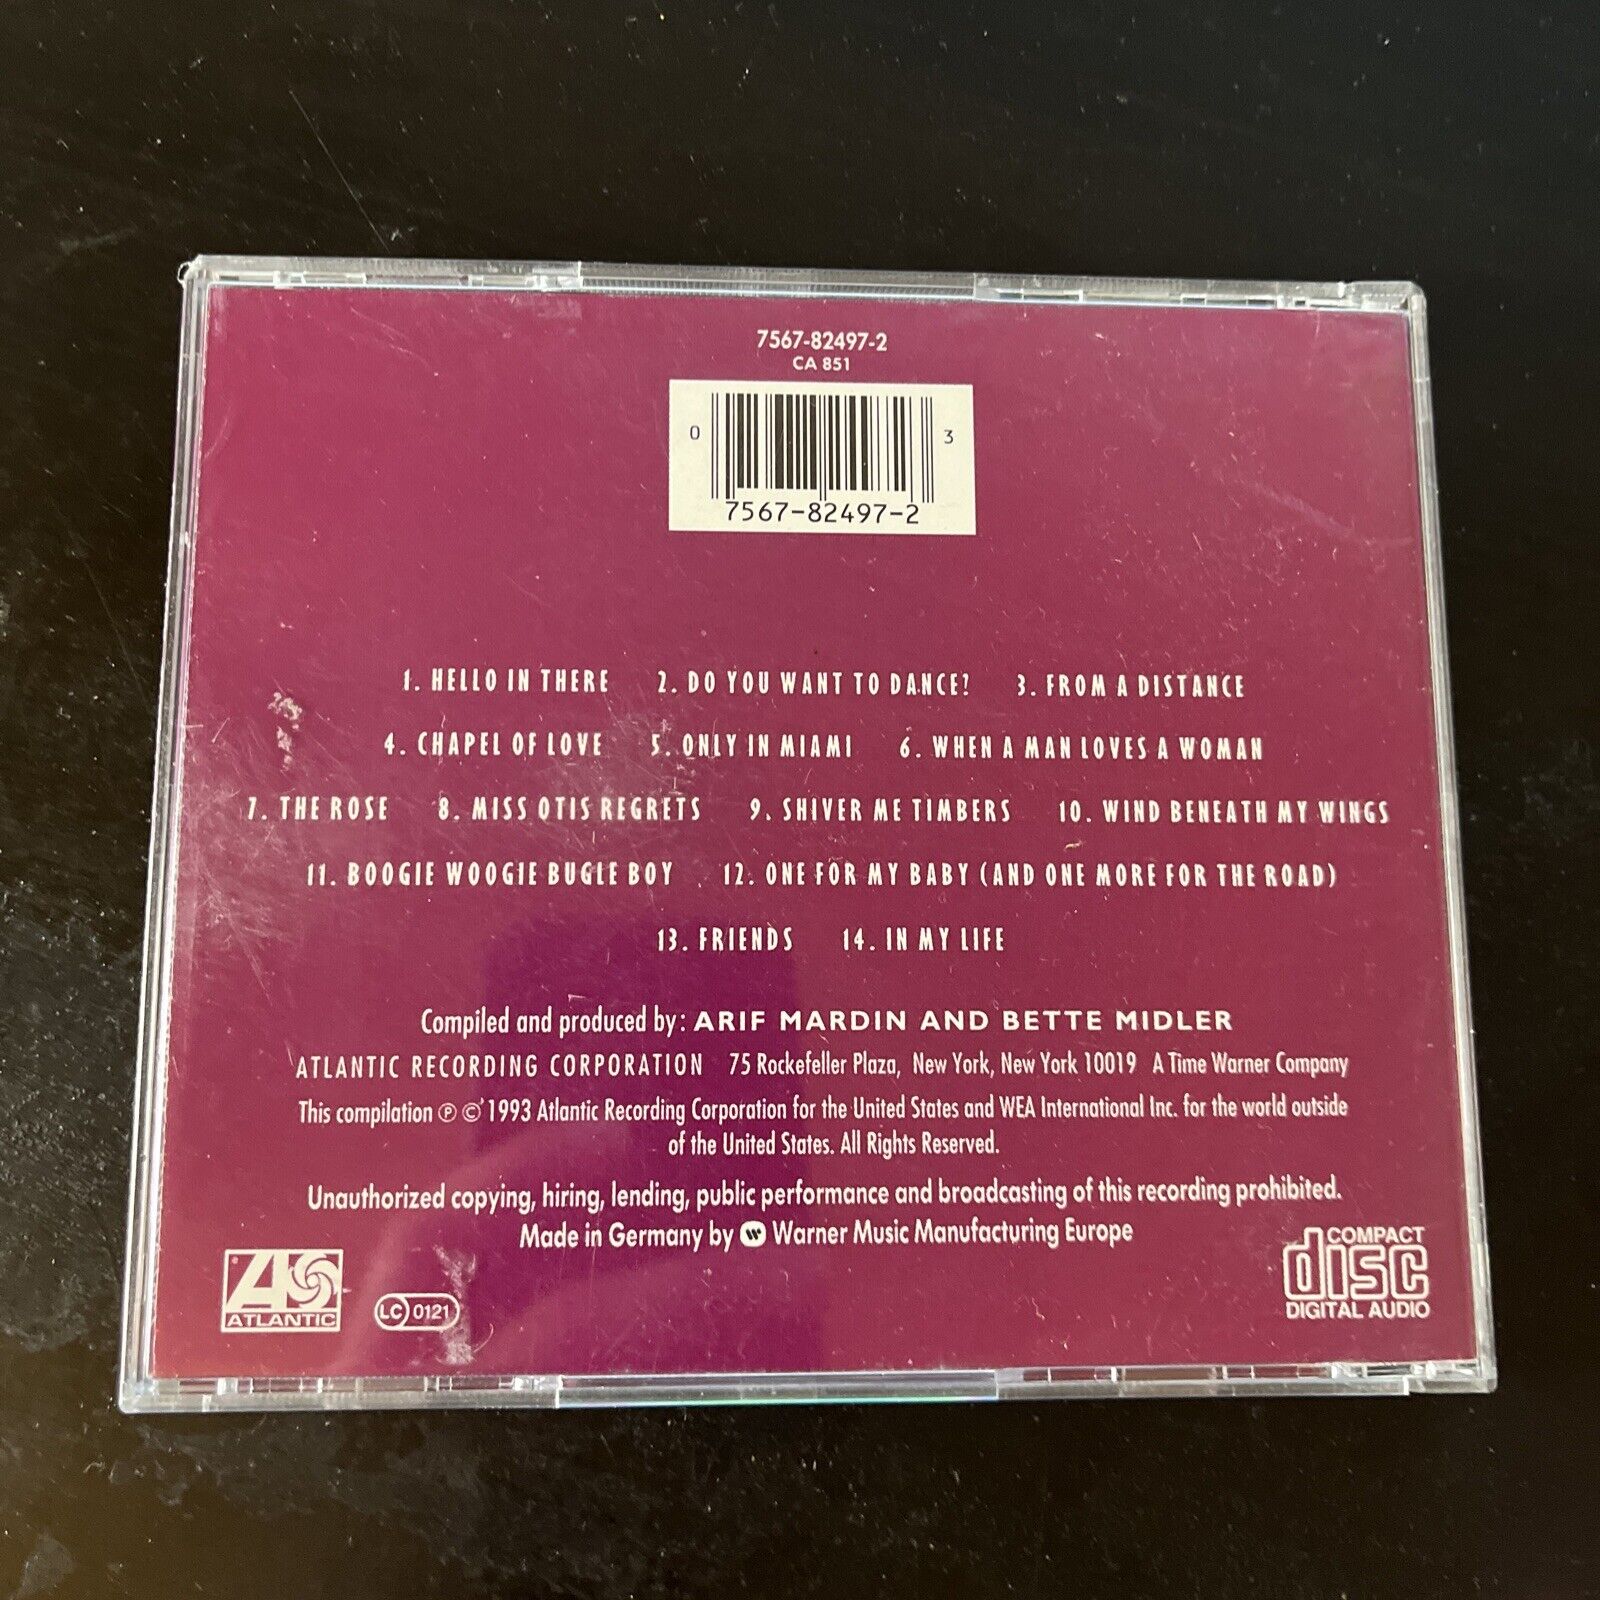 7567-82497-2
CA 851
0 3
7567-82497-2
1. HELLO IN THERE 2. DO YOU WANT TO DANCE? 3. FROM A DISTANCE
4. CHAPEL OF LOVE 5. ONLY IN MIAMI 6. WHEN A MAN LOVES A WOMAN
7. THE ROSE 8. MISS OTIS REGRETS 9. SHIVER ME TIMBERS 10. WIND BENEATH MY WINGS
11. BOOGIE WOOGIE BUGLE BOY 12. ONE FOR MY BABY (AND ONE MORE FOR THE ROAD)
13. FRIENDS 14. IN MY LIFE
Compiled and produced by: ARIF MARDIN AND BETTE MIDLER
ATLANTIC RECORDING CORPORATION 75 Rockefeller Plaza, New York, New York 10019 A Time Warner Company
This compilation ℗ © 1993 Atlantic Recording Corporation for the United States and WEA International Inc. for the world outside
of the United States. All Rights Reserved.
Unauthorized copying, hiring, lending, public performance and broadcasting of this recording prohibited.
Made in Germany by Warner Music Manufacturing Europe
ATLANTIC
LC 0121
COMPACT
disc
DIGITAL AUDIO